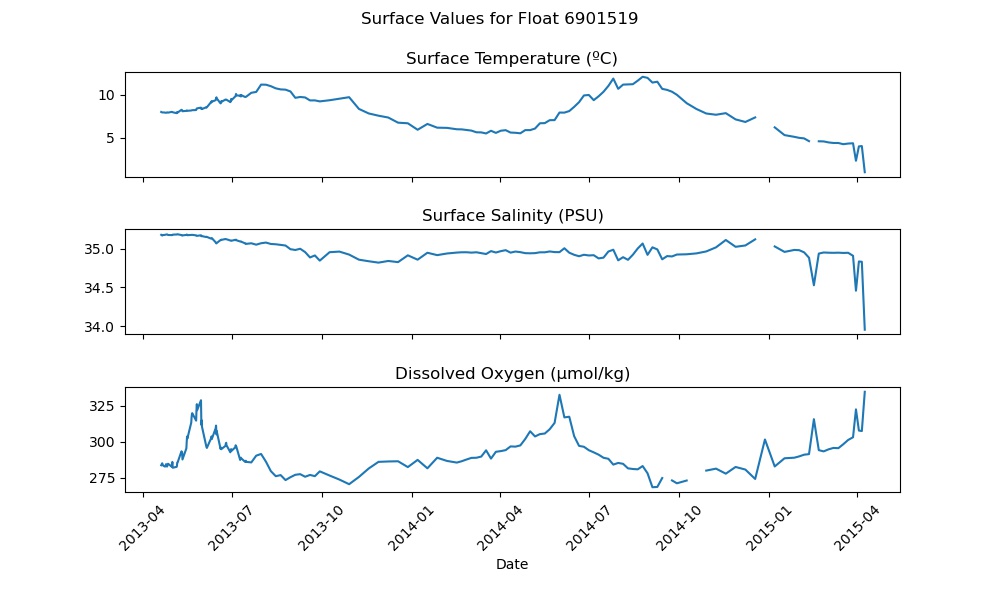 Surface Values for Float 6901519
Surface Temperature (ºC)
10
5
Surface Salinity (PSU)
35.0
34.5
34.0
Dissolved Oxygen (µmol/kg)
325
300
275
2013-04 2013-07 2013-10 2014-01 2014-04 2014-07 2014-10 2015-01 2015-04
Date